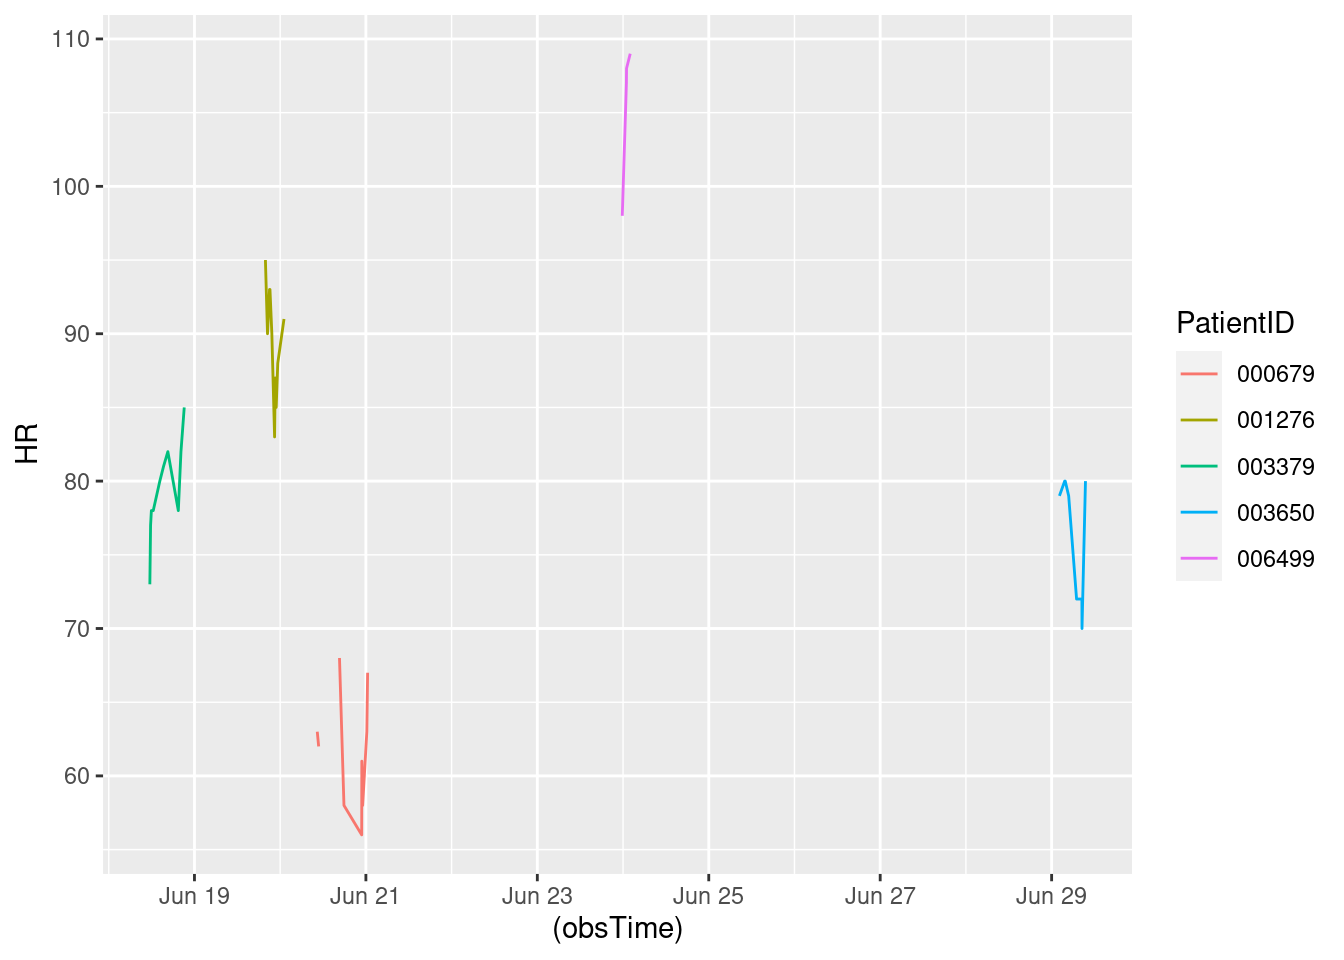 110
100
90
80
70
60
HR
Jun 19
Jun 21
Jun 23
Jun 25
Jun 27
Jun 29
(obsTime)
PatientID
000679
001276
003379
003650
006499